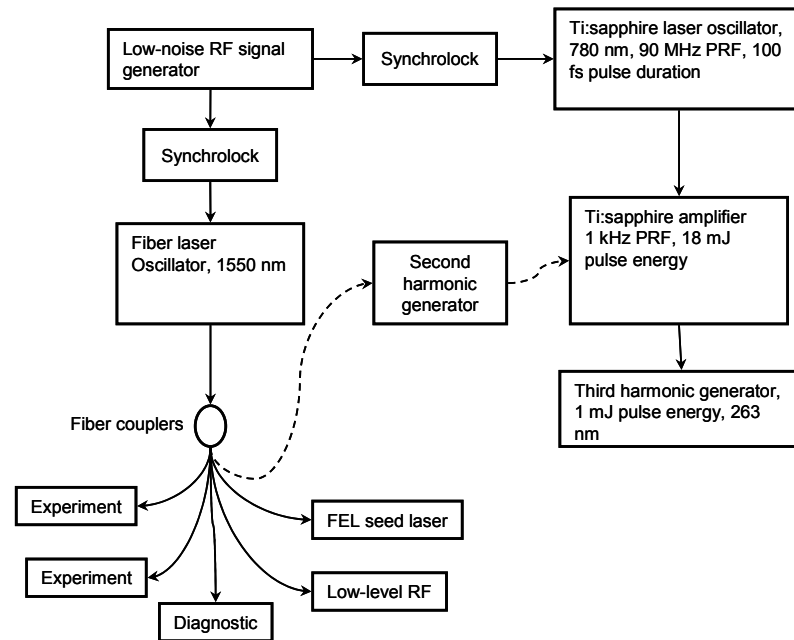 Low-noise RF signal
generator
Synchrolock
Ti:sapphire laser oscillator,
780 nm, 90 MHz PRF, 100
fs pulse duration
Synchrolock
Fiber laser
Oscillator, 1550 nm
Second
harmonic
generator
Ti:sapphire amplifier
1 kHz PRF, 18 mJ
pulse energy
Third harmonic generator,
1 mJ pulse energy, 263
nm
Fiber couplers
Experiment
FEL seed laser
Experiment
Low-level RF
Diagnostic